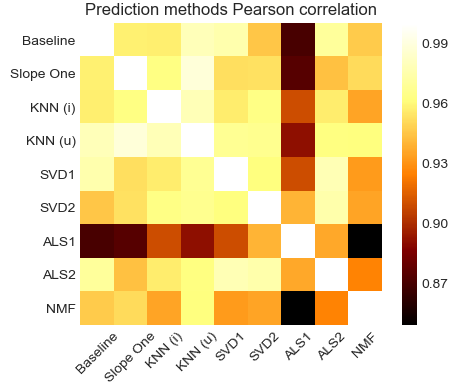 Prediction methods Pearson correlation
Baseline
Slope One
KNN (i)
KNN (u)
SVD1
SVD2
ALS1
ALS2
NMF
0.99
0.96
0.93
0.90
0.87
Baseline
Slope One
KNN (i)
KNN (u)
SVD1
SVD2
ALS1
ALS2
NMF